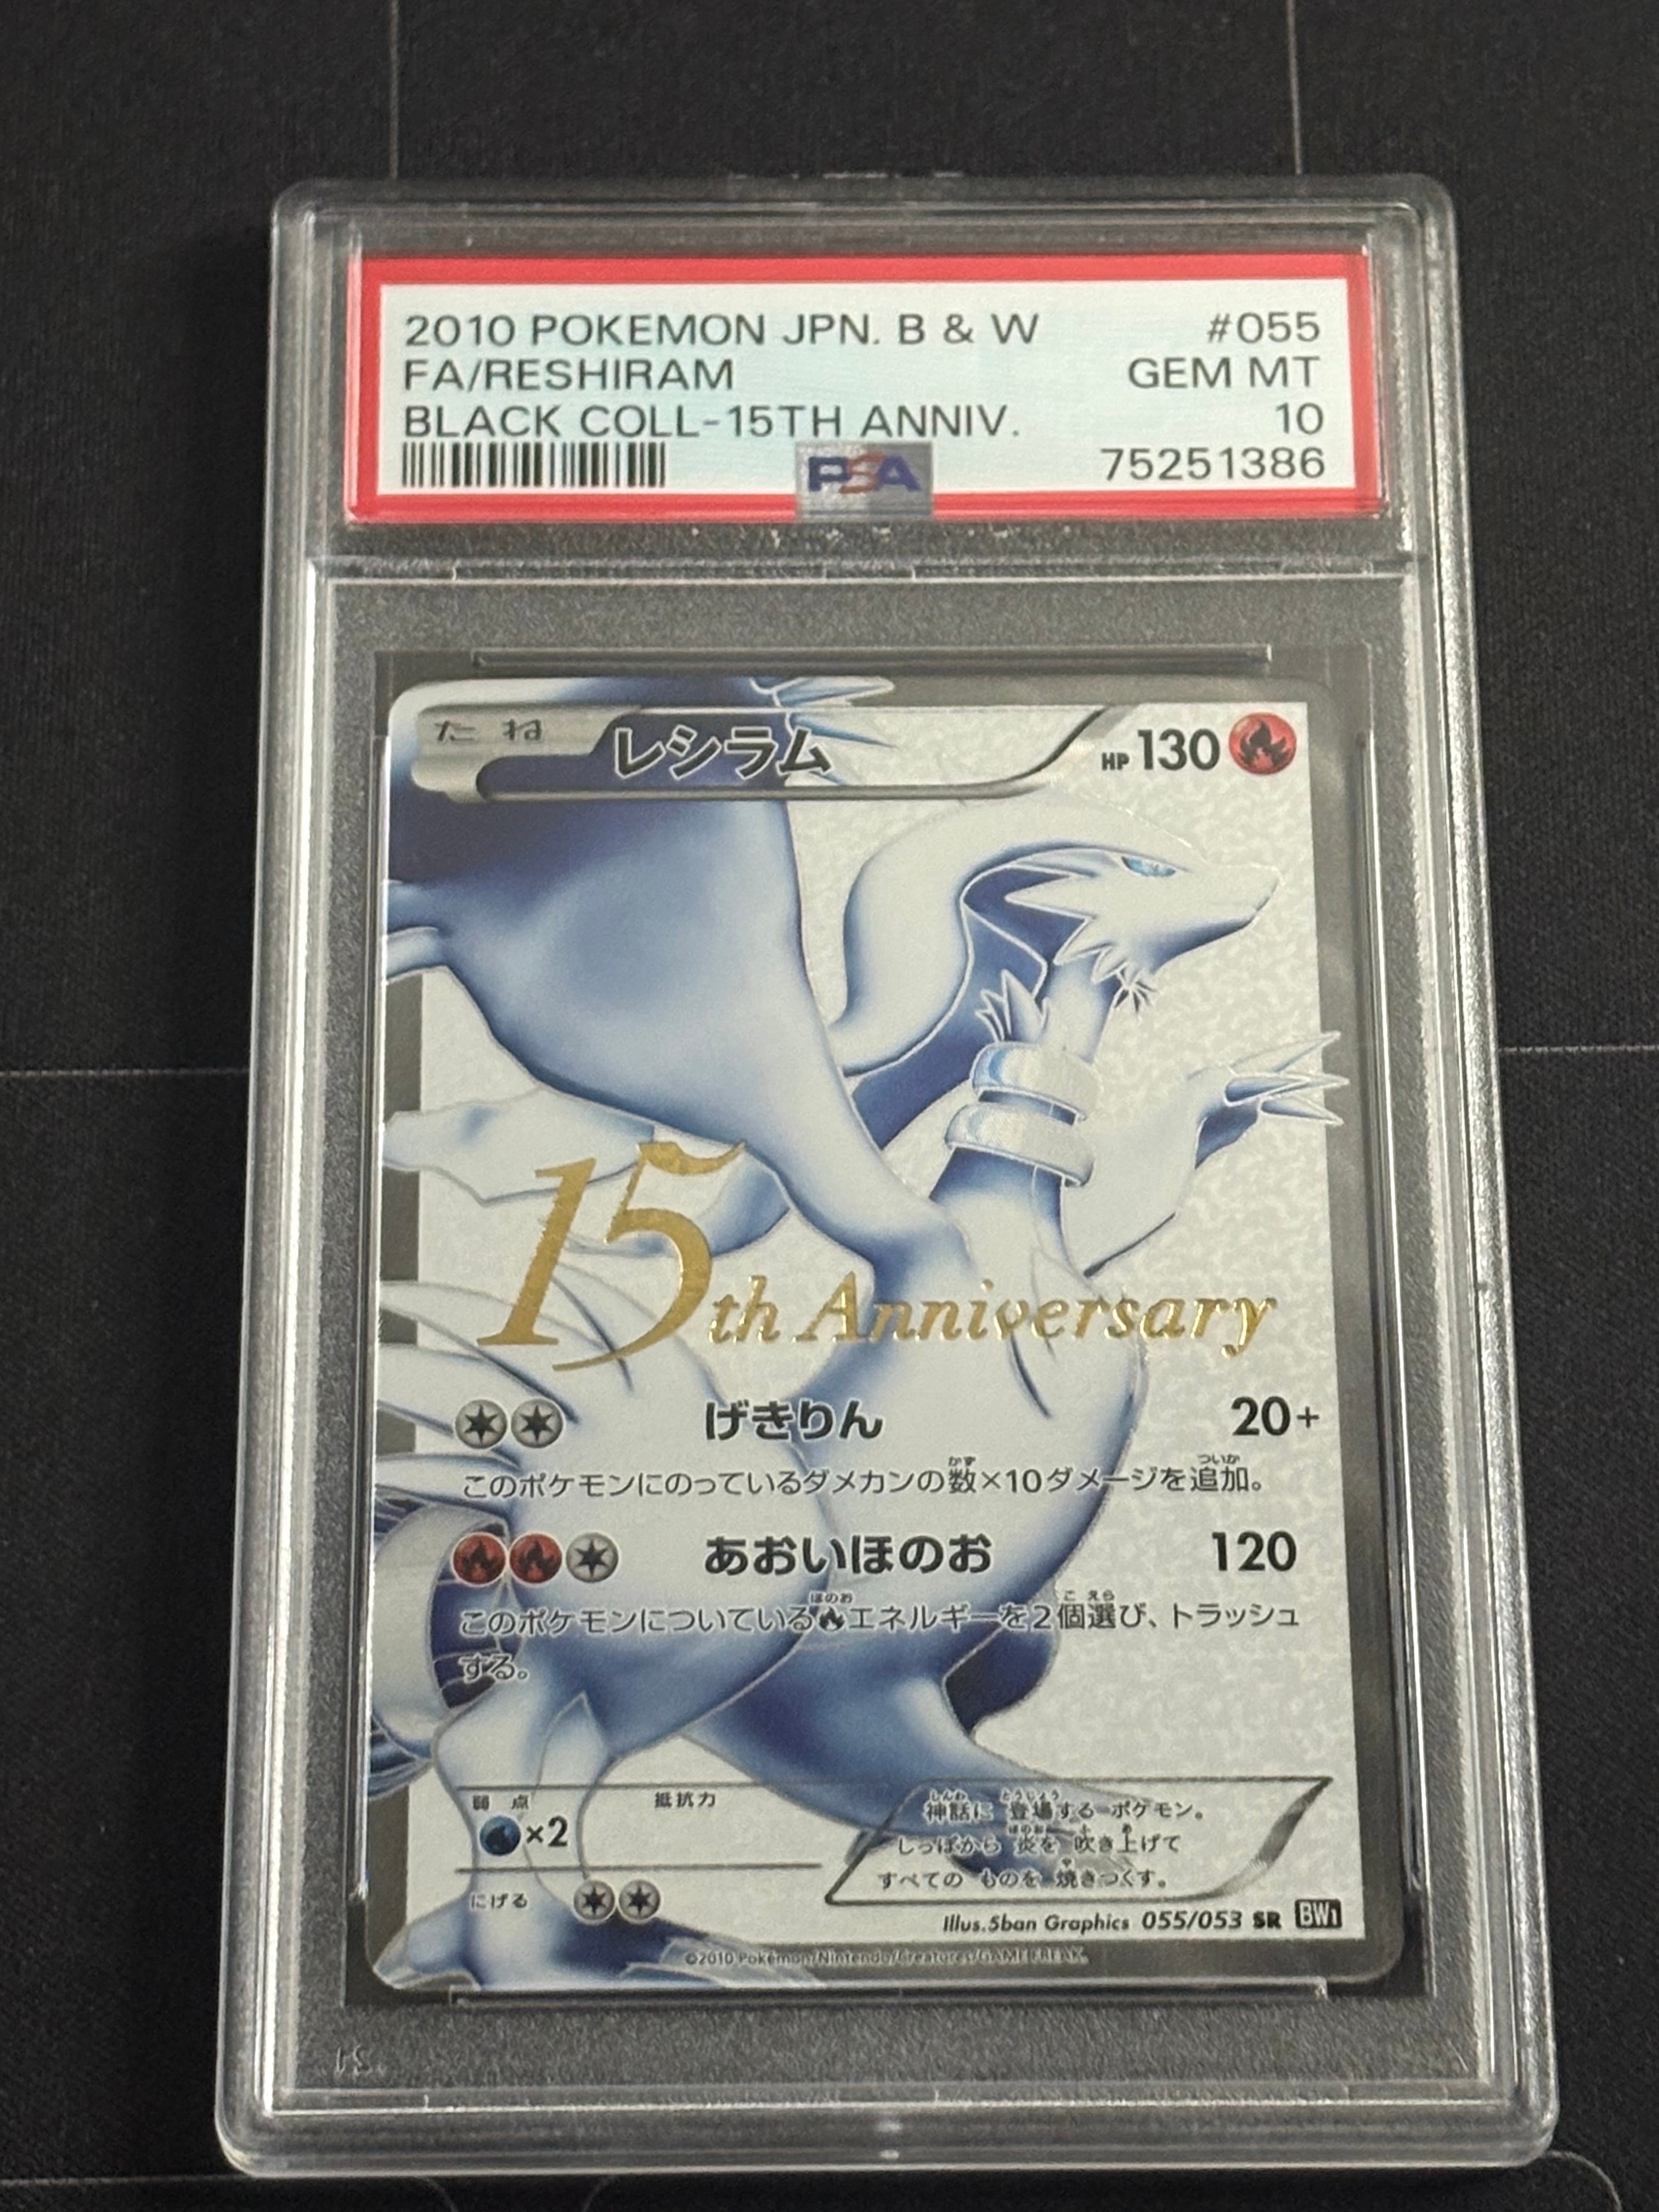 2010 POKEMON JPN. B & W #055
FA/RESHIRAM GEM MT
BLACK COLL-15TH ANNIV. 10
PSA 75251386
たね レシラム HP130
15th Anniversary
げきりん 20+
このポケモンにのっているダメカンの数×10ダメージを追加。
あおいほのお 120
このポケモンについているエネルギーを2個選び、トラッシュ
する。
弱点 抵抗力
×2
にげる
神話に 登場する ポケモン。
しっぽから 炎を 吹き上げて
すべての ものを 焼きつくす。
Illus.5ban Graphics 055/053 SR BW1
©2010 Pokémon/Nintendo/Creatures/GAME FREAK.